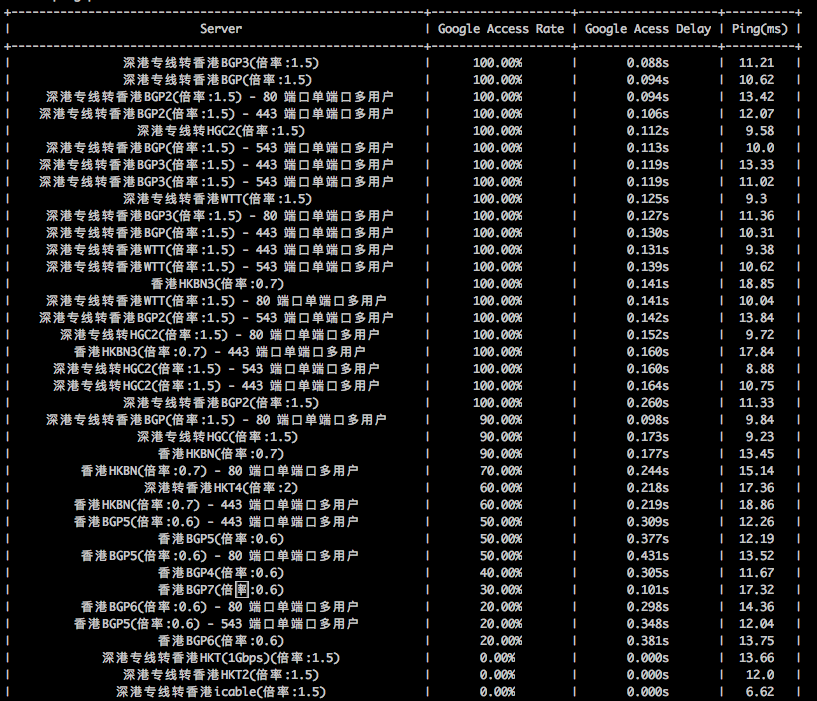 Server | Google Access Rate | Google Acess Delay | Ping(ms)
深港专线转香港BGP3(倍率:1.5) | 100.00% | 0.088s | 11.21
深港专线转香港BGP(倍率:1.5) | 100.00% | 0.094s | 10.62
深港专线转香港BGP2(倍率:1.5) - 80 端口单端口多用户 | 100.00% | 0.094s | 13.42
深港专线转香港BGP2(倍率:1.5) - 443 端口单端口多用户 | 100.00% | 0.106s | 12.07
深港专线转HGC2(倍率:1.5) | 100.00% | 0.112s | 9.58
深港专线转香港BGP(倍率:1.5) - 543 端口单端口多用户 | 100.00% | 0.113s | 10.0
深港专线转香港BGP3(倍率:1.5) - 443 端口单端口多用户 | 100.00% | 0.119s | 13.33
深港专线转香港BGP3(倍率:1.5) - 543 端口单端口多用户 | 100.00% | 0.119s | 11.02
深港专线转香港WTT(倍率:1.5) | 100.00% | 0.125s | 9.3
深港专线转香港BGP3(倍率:1.5) - 80 端口单端口多用户 | 100.00% | 0.127s | 11.36
深港专线转香港BGP(倍率:1.5) - 443 端口单端口多用户 | 100.00% | 0.130s | 10.31
深港专线转香港WTT(倍率:1.5) - 443 端口单端口多用户 | 100.00% | 0.131s | 9.38
深港专线转香港WTT(倍率:1.5) - 543 端口单端口多用户 | 100.00% | 0.139s | 10.62
香港HKBN3(倍率:0.7) | 100.00% | 0.141s | 18.85
深港专线转香港WTT(倍率:1.5) - 80 端口单端口多用户 | 100.00% | 0.141s | 10.04
深港专线转香港BGP2(倍率:1.5) - 543 端口单端口多用户 | 100.00% | 0.142s | 13.84
深港专线转HGC2(倍率:1.5) - 80 端口单端口多用户 | 100.00% | 0.152s | 9.72
香港HKBN3(倍率:0.7) - 443 端口单端口多用户 | 100.00% | 0.160s | 17.84
深港专线转HGC2(倍率:1.5) - 543 端口单端口多用户 | 100.00% | 0.160s | 8.88
深港专线转HGC2(倍率:1.5) - 443 端口单端口多用户 | 100.00% | 0.164s | 10.75
深港专线转香港BGP2(倍率:1.5) | 100.00% | 0.260s | 11.33
深港专线转香港BGP(倍率:1.5) - 80 端口单端口多用户 | 90.00% | 0.098s | 9.84
深港专线转HGC(倍率:1.5) | 90.00% | 0.173s | 9.23
香港HKBN(倍率:0.7) | 90.00% | 0.177s | 13.45
香港HKBN(倍率:0.7) - 80 端口单端口多用户 | 70.00% | 0.244s | 15.14
深港转香港HKT4(倍率:2) | 60.00% | 0.218s | 17.36
香港HKBN(倍率:0.7) - 443 端口单端口多用户 | 60.00% | 0.219s | 18.86
香港BGP5(倍率:0.6) - 443 端口单端口多用户 | 50.00% | 0.309s | 12.26
香港BGP5(倍率:0.6) | 50.00% | 0.377s | 12.19
香港BGP5(倍率:0.6) - 80 端口单端口多用户 | 50.00% | 0.431s | 13.52
香港BGP4(倍率:0.6) | 40.00% | 0.305s | 11.67
香港BGP7(倍率:0.6) | 30.00% | 0.101s | 17.32
香港BGP6(倍率:0.6) - 80 端口单端口多用户 | 20.00% | 0.298s | 14.36
香港BGP5(倍率:0.6) - 543 端口单端口多用户 | 20.00% | 0.348s | 12.04
香港BGP6(倍率:0.6) | 20.00% | 0.381s | 13.75
深港专线转香港HKT(1Gbps)(倍率:1.5) | 0.00% | 0.000s | 13.66
深港专线转香港HKT2(倍率:1.5) | 0.00% | 0.000s | 12.0
深港专线转香港icable(倍率:1.5) | 0.00% | 0.000s | 6.62